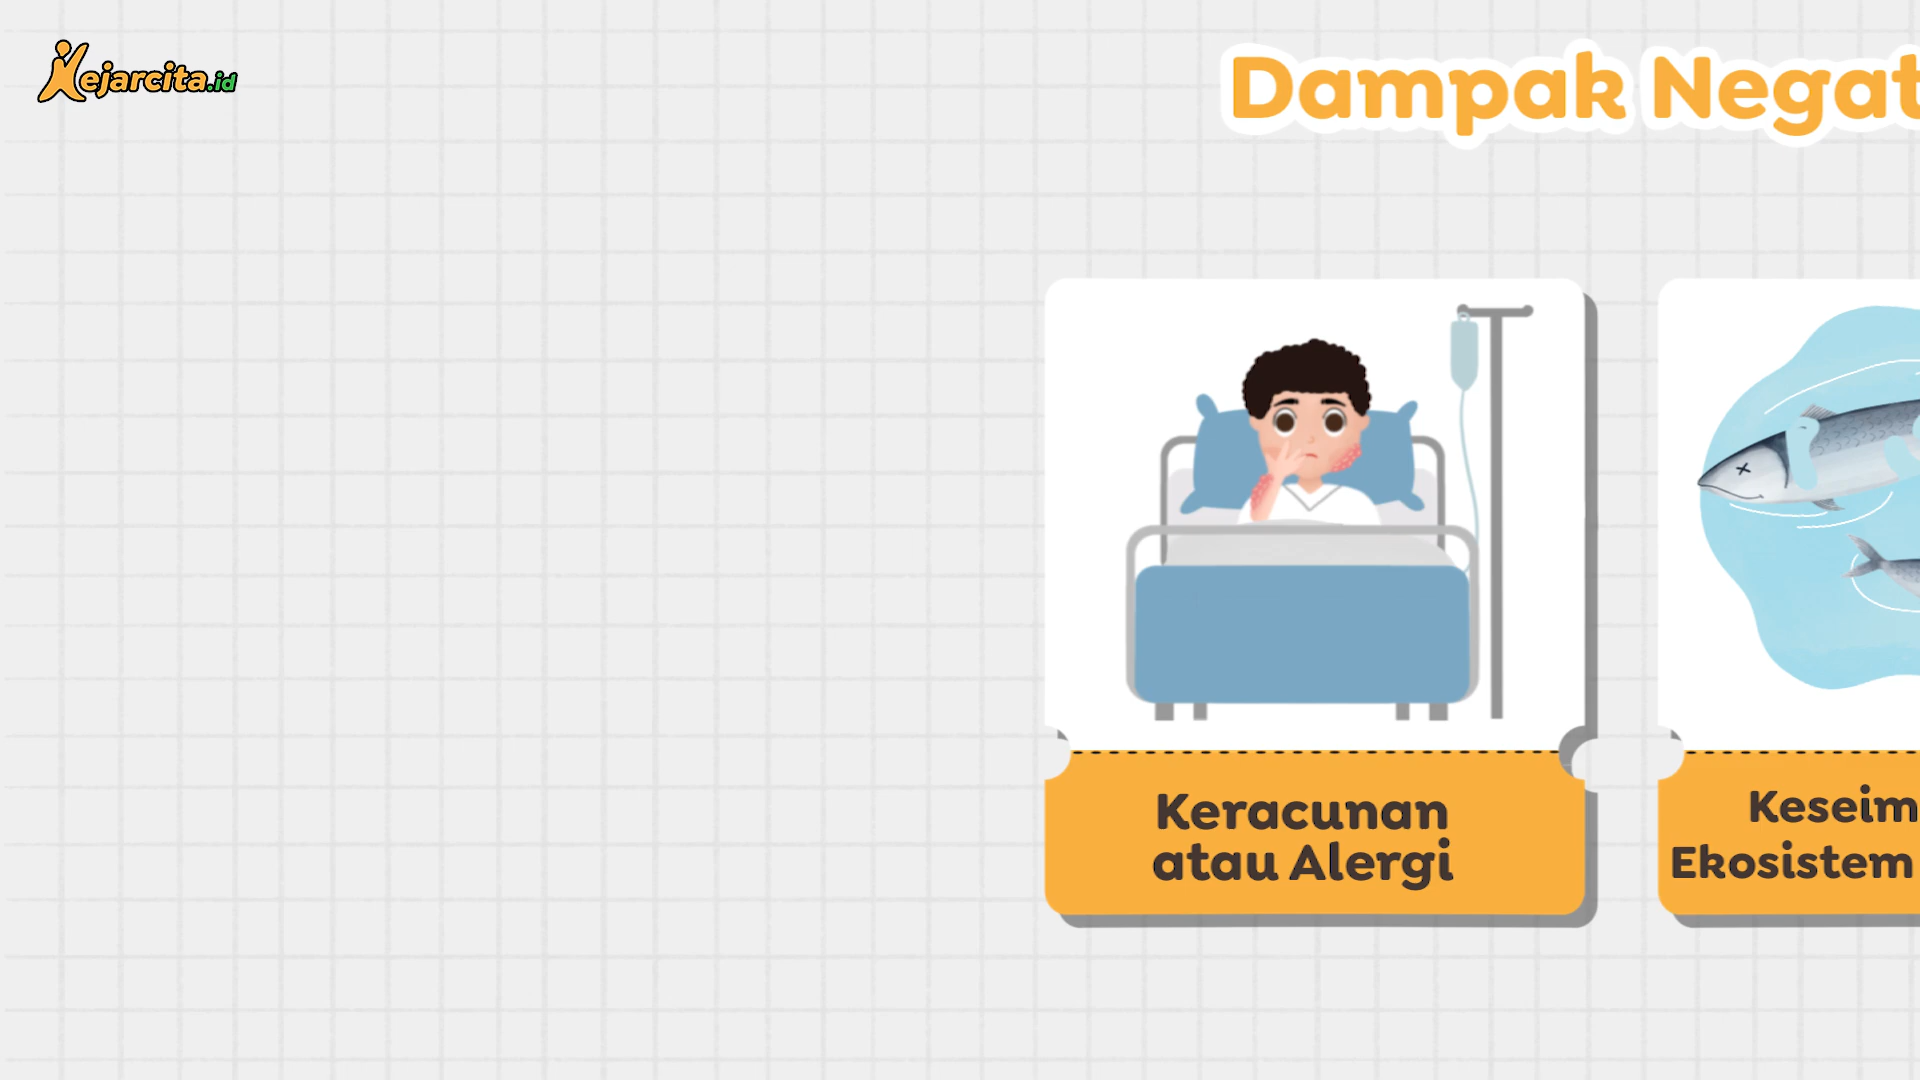 Kejarcita.id
Dampak Negat
Keracunan
atau Alergi
Keseim
Ekosistem